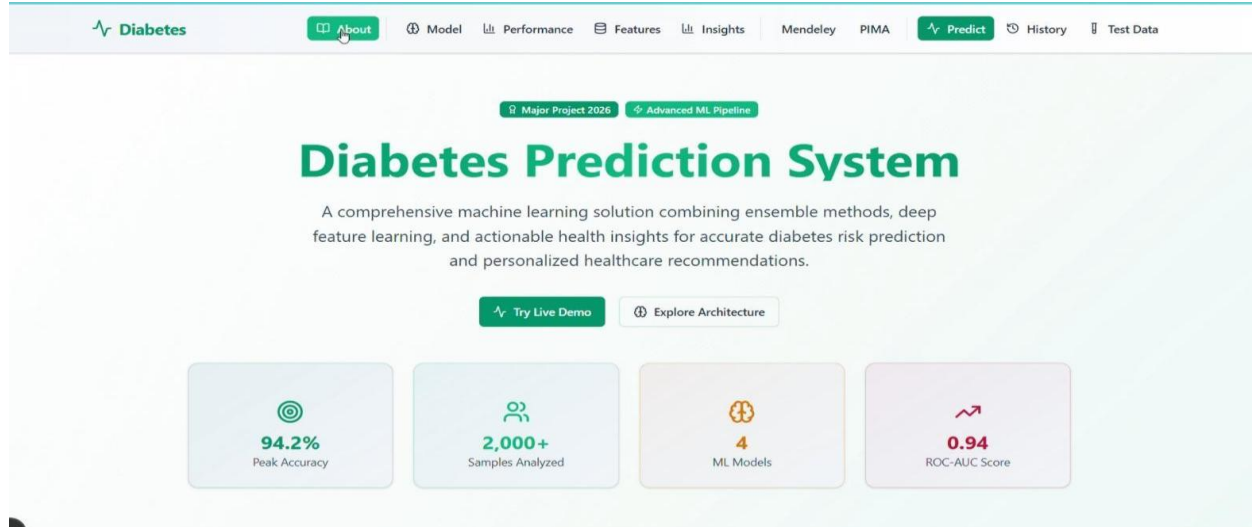 Diabetes
About
Model
Performance
Features
Insights
Mendeley
PIMA
Predict
History
Test Data
Major Project 2026
Advanced ML Pipeline
Diabetes Prediction System
A comprehensive machine learning solution combining ensemble methods, deep
feature learning, and actionable health insights for accurate diabetes risk prediction
and personalized healthcare recommendations.
Try Live Demo
Explore Architecture
94.2%
Peak Accuracy
2,000+
Samples Analyzed
4
ML Models
0.94
ROC-AUC Score